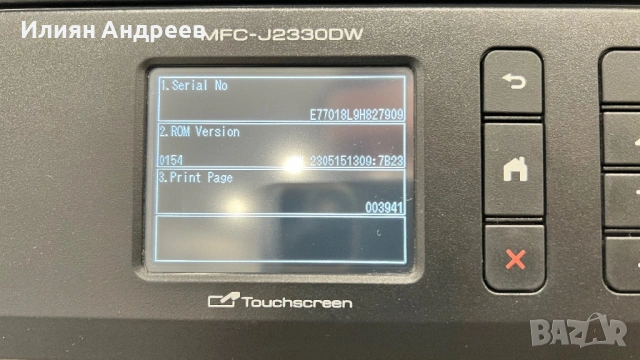 Илиян Андреев
MFC-J2330DW
1.Serial No
E77018L9H827909
2.ROM Version
0154 2305151309:7B23
3.Print Page
003941
Touchscreen
BAZAR